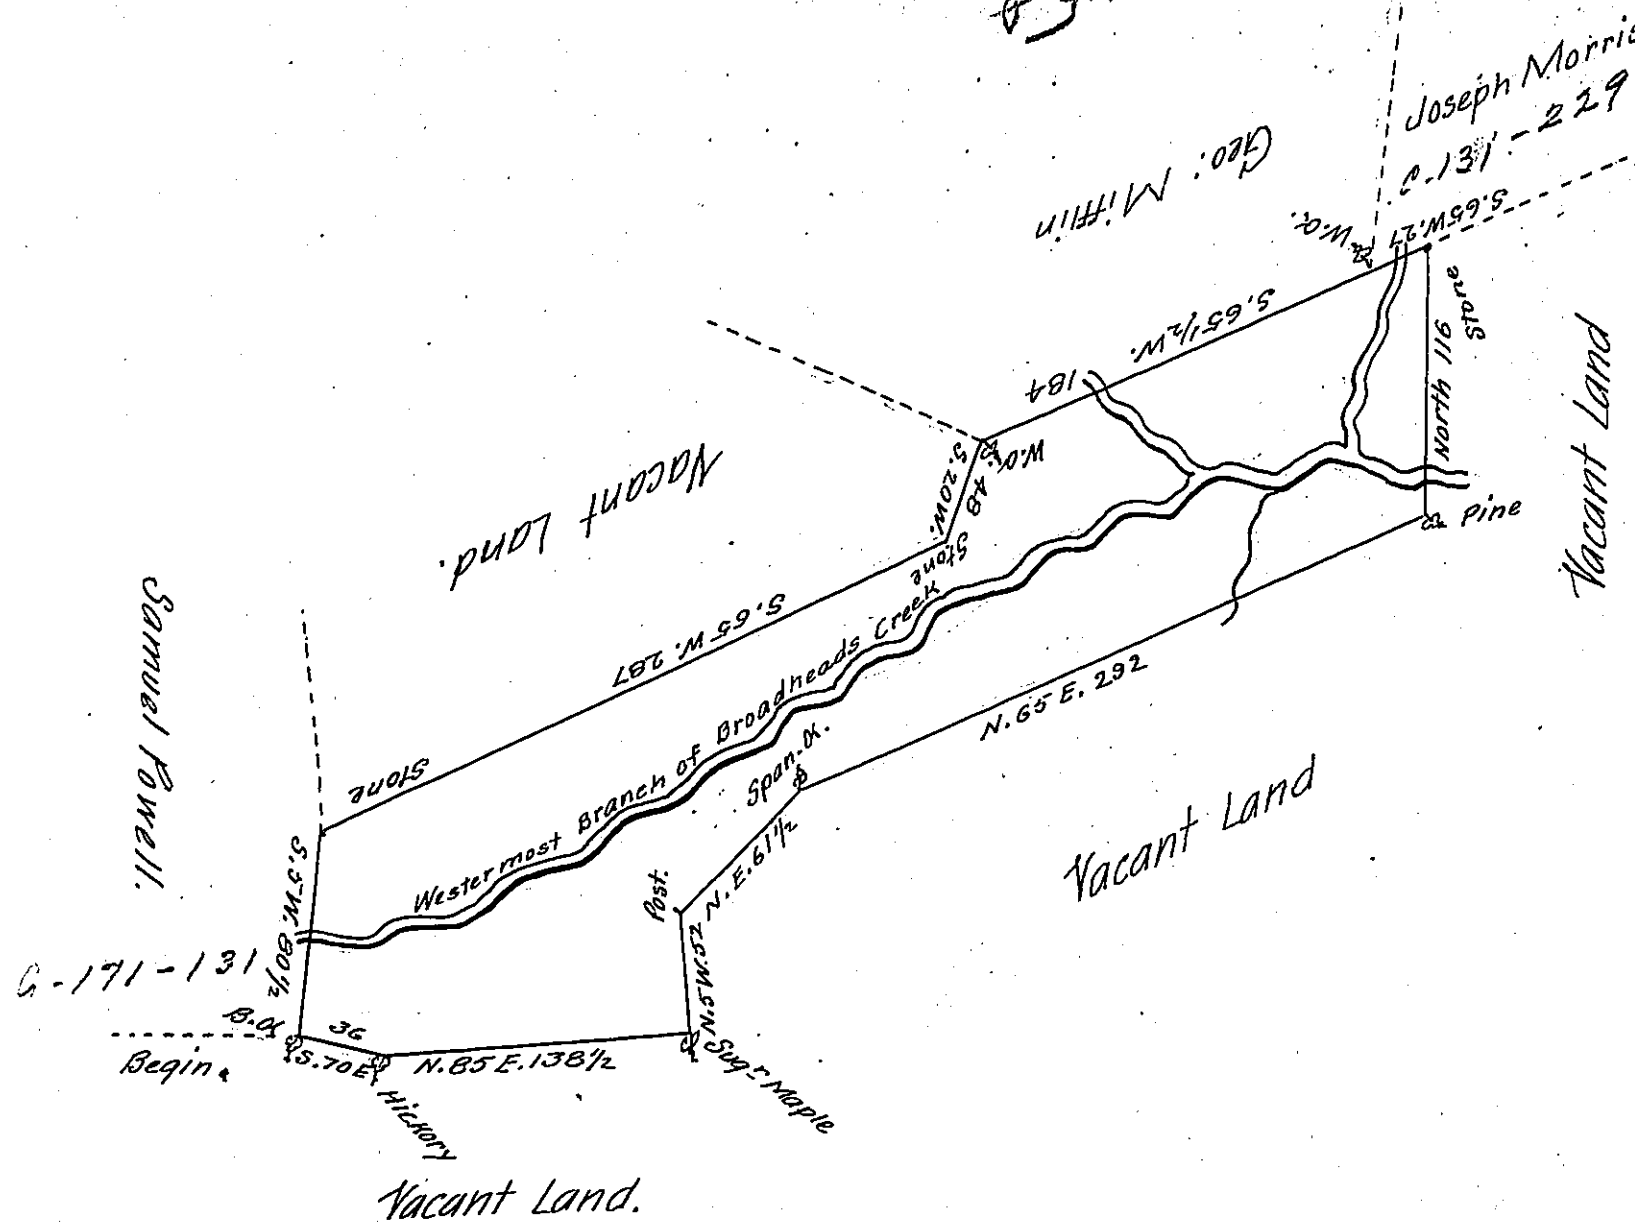 Joseph Morris
C-131-229
Geo: Mifflin
W.o.
S.65W.27
Stone
S.65½W.
184
North 116
Vacant Land
W.o.
S.20W. 48
Stone
Pine
Vacant Land.
S.65 W. 287
Stone
Samuel Powell.
Westermost Branch of Broadheads Creek
Span. O.
N.65 E. 292
N.E. 61½
Post.
Vacant Land
S.5W. 80½
G-171-131
B.O.
Begin.
36
S.70E.
Hickory
N.85 E. 138½
N.5W.52
Sugr Maple
Vacant Land.